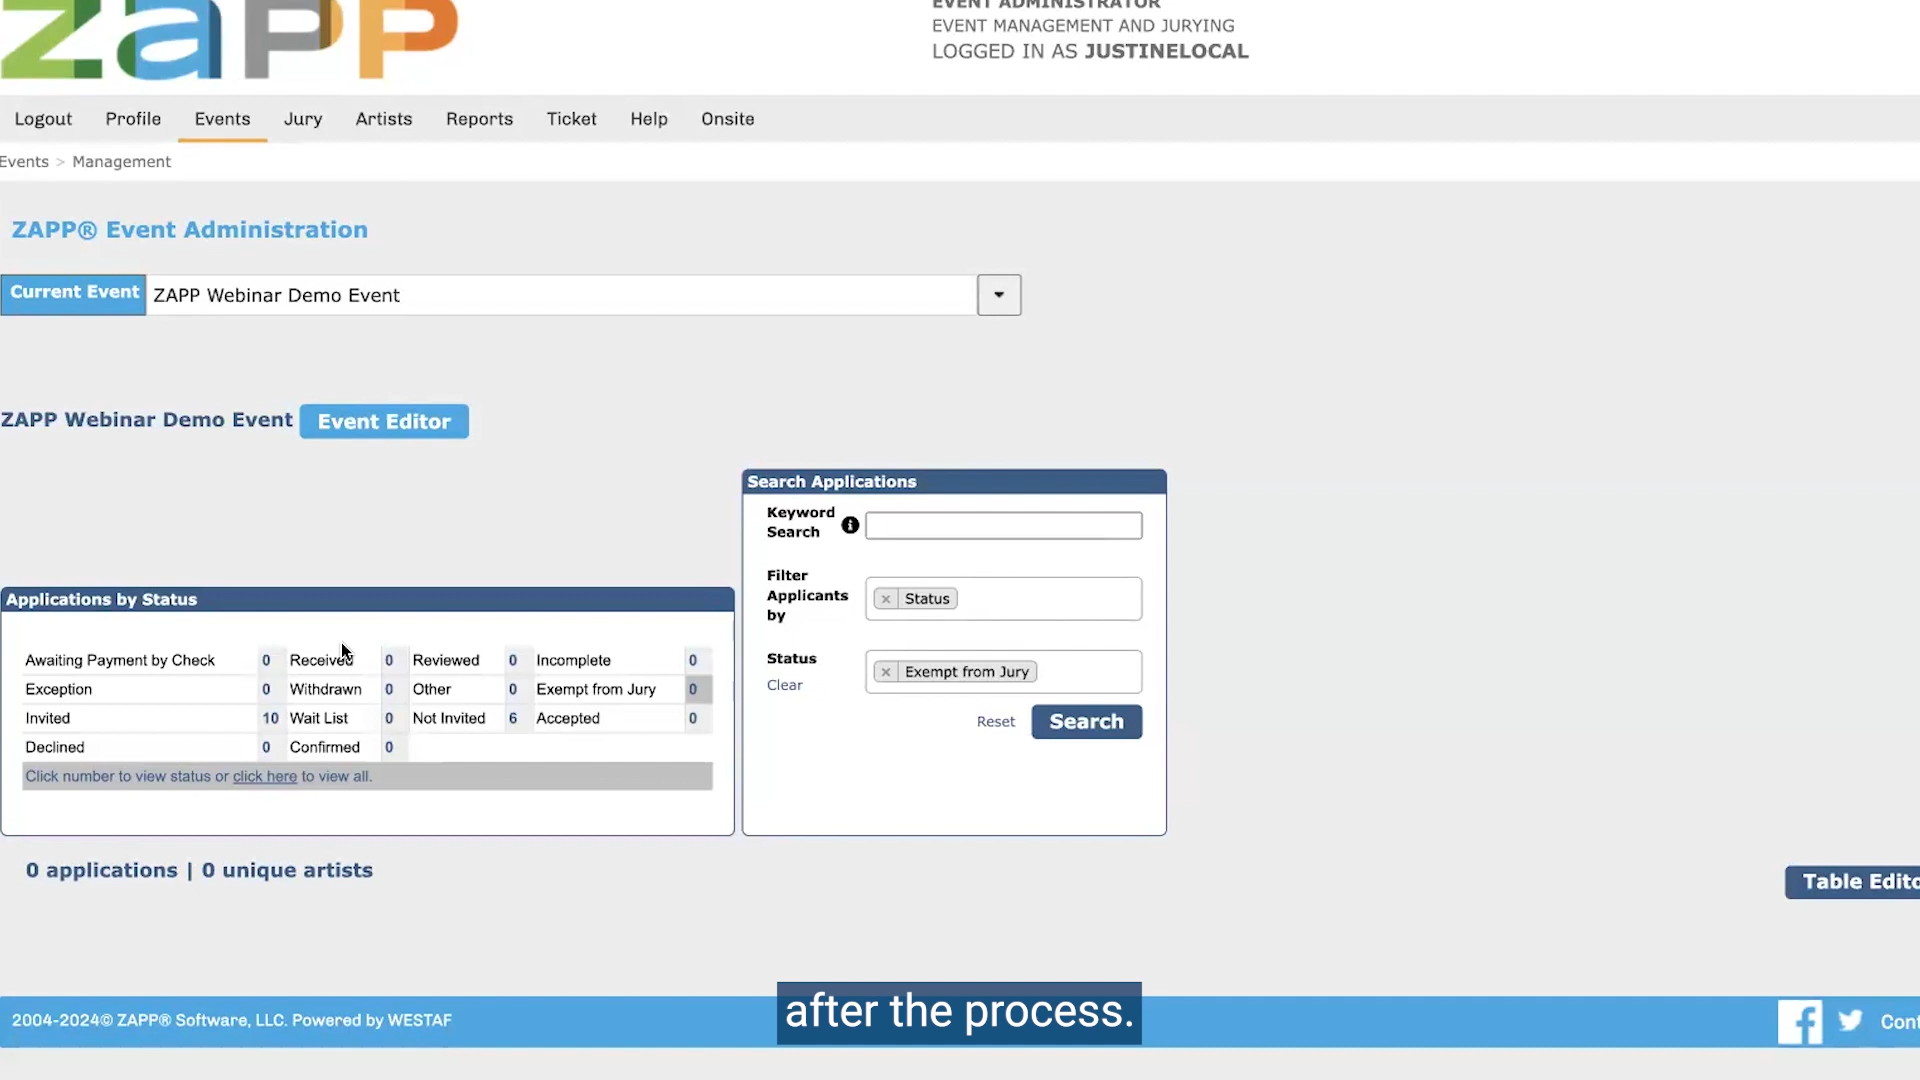 zapp
EVENT ADMINISTRATOR
EVENT MANAGEMENT AND JURYING
LOGGED IN AS JUSTINELOCAL
Logout Profile Events Jury Artists Reports Ticket Help Onsite
Events > Management
ZAPP® Event Administration
Current Event ZAPP Webinar Demo Event
ZAPP Webinar Demo Event Event Editor
Search Applications
Keyword
Search
Filter
Applicants
by
× Status
Status
Clear
× Exempt from Jury
Reset Search
Applications by Status
Awaiting Payment by Check 0 Received 0 Reviewed 0 Incomplete 0
Exception 0 Withdrawn 0 Other 0 Exempt from Jury 0
Invited 10 Wait List 0 Not Invited 6 Accepted 0
Declined 0 Confirmed 0
Click number to view status or click here to view all.
0 applications | 0 unique artists
Table Edito
after the process.
2004-2024© ZAPP® Software, LLC. Powered by WESTAF
Cont